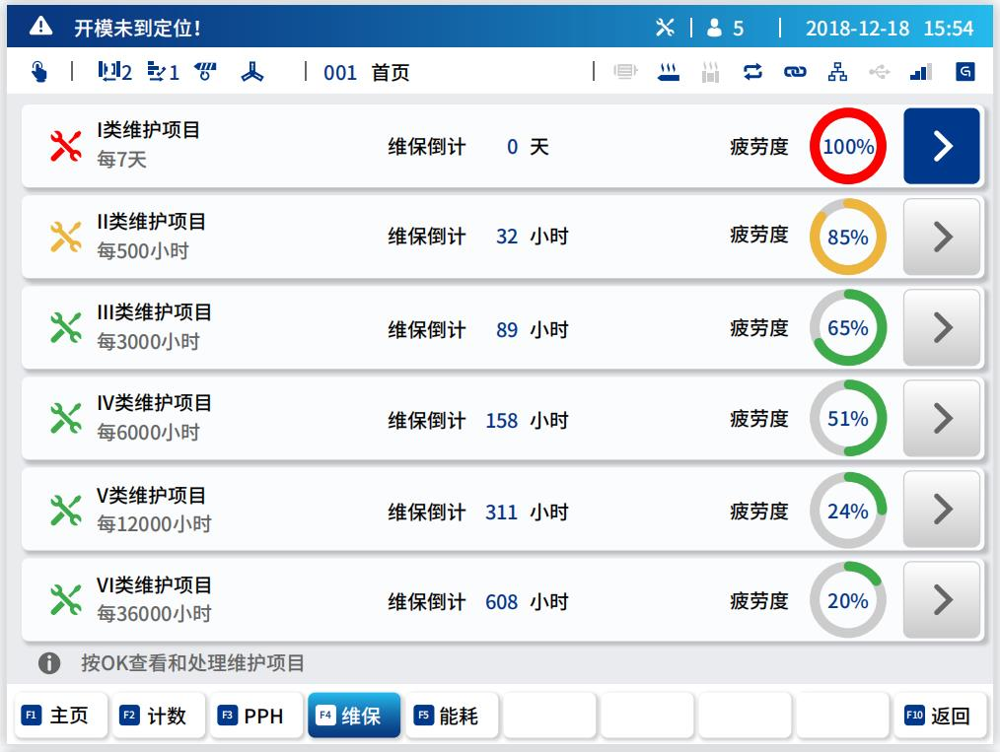 开模未到定位！ 5 2018-12-18 15:54
2 1 001 首页
I类维护项目
每7天
维保倒计 0 天 疲劳度 100%
II类维护项目
每500小时
维保倒计 32 小时 疲劳度 85%
III类维护项目
每3000小时
维保倒计 89 小时 疲劳度 65%
IV类维护项目
每6000小时
维保倒计 158 小时 疲劳度 51%
V类维护项目
每12000小时
维保倒计 311 小时 疲劳度 24%
VI类维护项目
每36000小时
维保倒计 608 小时 疲劳度 20%
按OK查看和处理维护项目
F1 主页 F2 计数 F3 PPH F4 维保 F5 能耗 F10 返回